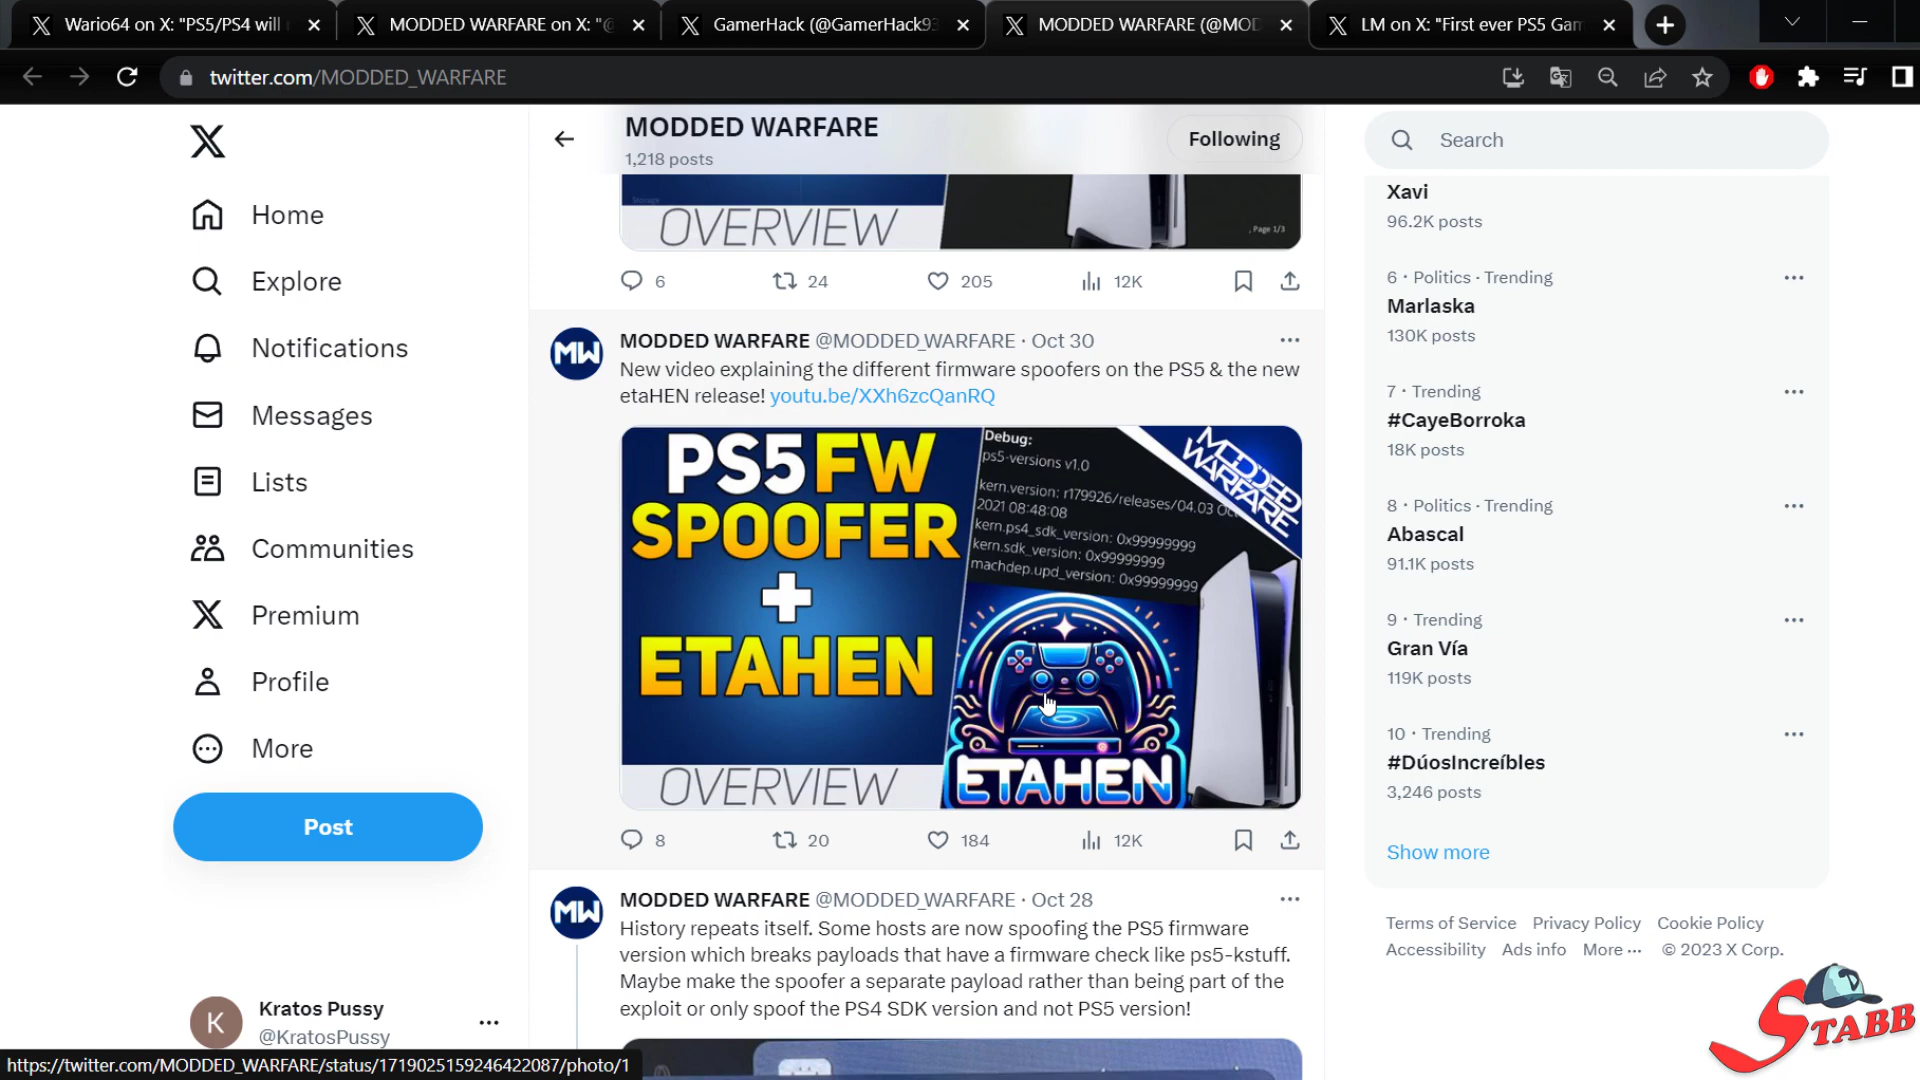 Wario64 on X: "PS5/PS4 will
MODDED WARFARE on X: "@
GamerHack (@GamerHack93
MODDED WARFARE (@MOD
LM on X: "First ever PS5 Gam
twitter.com/MODDED_WARFARE
Home
Explore
Notifications
Messages
Lists
Communities
Premium
Profile
More
Post
K
Kratos Pussy
@KratosPussy
https://twitter.com/MODDED_WARFARE/status/1719025159246422087/photo/1
MODDED WARFARE
1,218 posts
Following
Storage
OVERVIEW
, Page 1/3
6
24
205
12K
MW
MODDED WARFARE @MODDED_WARFARE · Oct 30
New video explaining the different firmware spoofers on the PS5 & the new
etaHEN release! youtu.be/XXh6zcQanRQ
PS5 FW
SPOOFER
+
ETAHEN
OVERVIEW
Debug:
ps5-versions v1.0
kern.version: r179926/releases/04.03 Oc
2021 08:48:08
kern.ps4_sdk_version: 0x99999999
kern.sdk_version: 0x99999999
machdep.upd_version: 0x99999999
MODDED
WARFARE
ETAHEN
8
20
184
12K
MW
MODDED WARFARE @MODDED_WARFARE · Oct 28
History repeats itself. Some hosts are now spoofing the PS5 firmware
version which breaks payloads that have a firmware check like ps5-kstuff.
Maybe make the spoofer a separate payload rather than being part of the
exploit or only spoof the PS4 SDK version and not PS5 version!
Search
Xavi
96.2K posts
6 · Politics · Trending
Marlaska
130K posts
7 · Trending
#CayeBorroka
18K posts
8 · Politics · Trending
Abascal
91.1K posts
9 · Trending
Gran Vía
119K posts
10 · Trending
#DúosIncreíbles
3,246 posts
Show more
Terms of Service Privacy Policy Cookie Policy
Accessibility Ads info More ··· © 2023 X Corp.
D
STABB